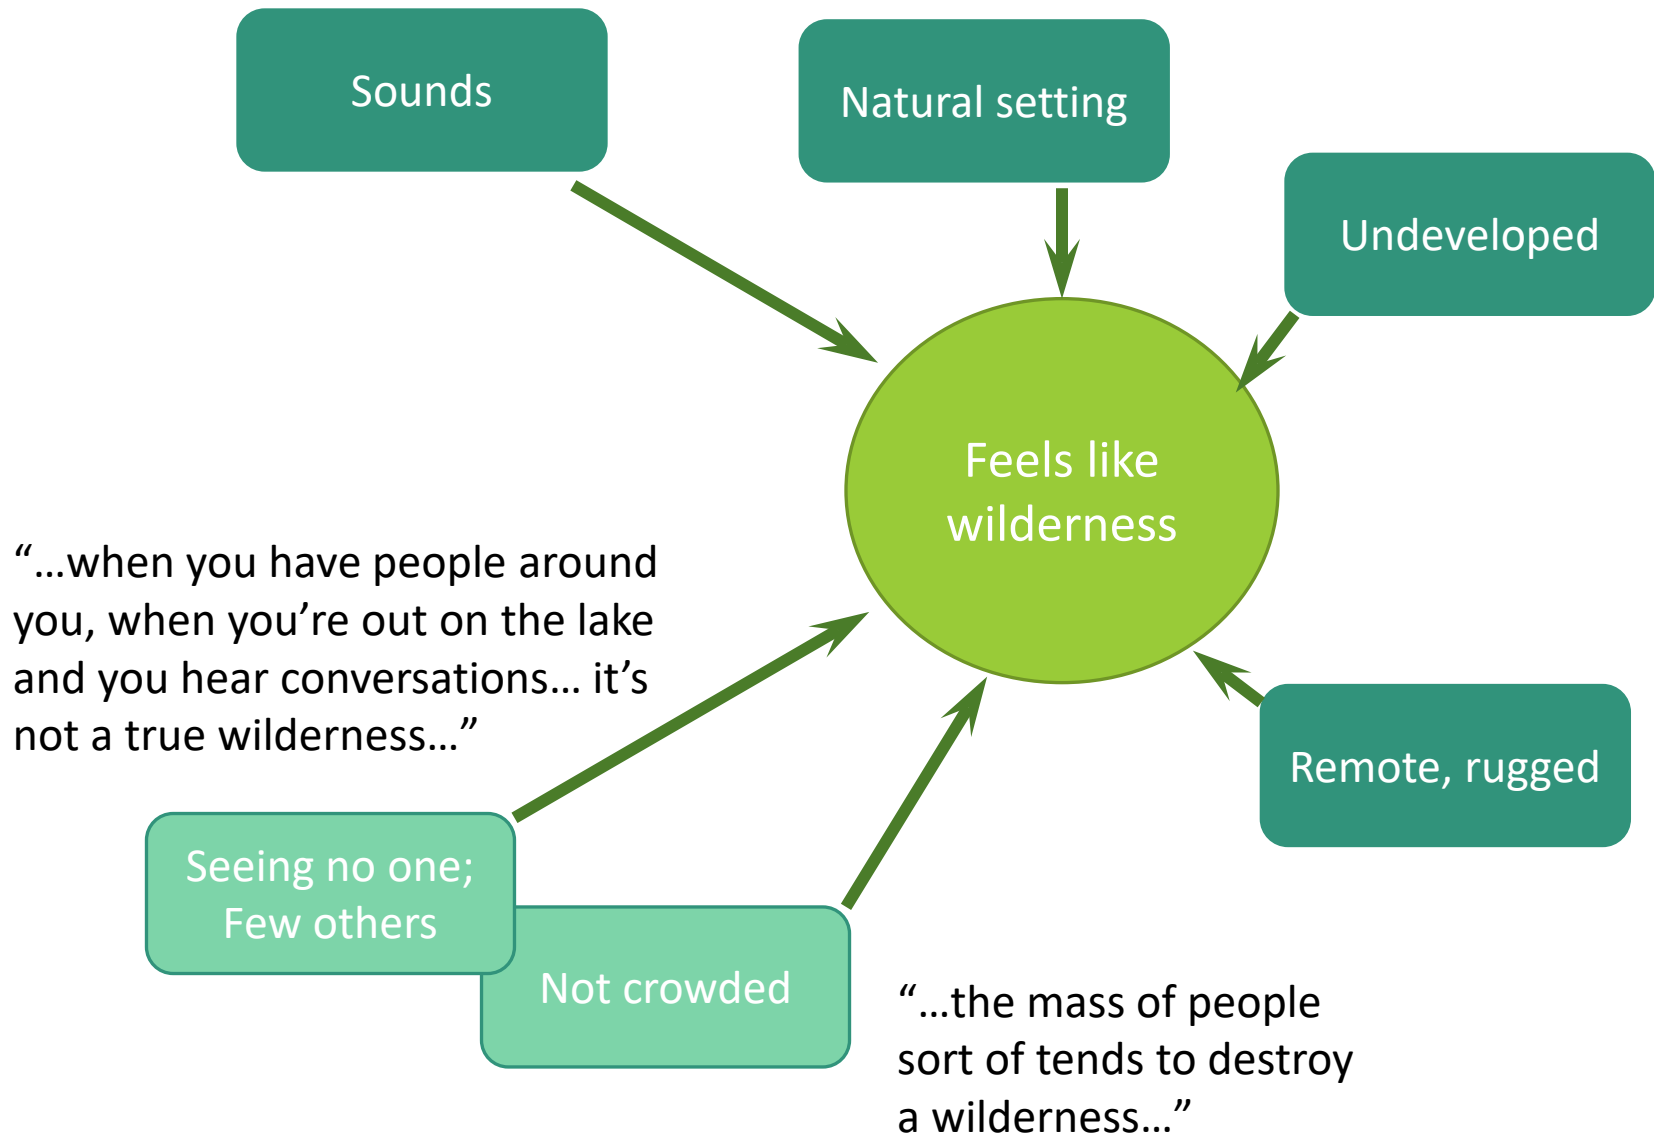 Sounds
Natural setting
Undeveloped
Feels like
wilderness
“…when you have people around
you, when you’re out on the lake
and you hear conversations… it’s
not a true wilderness…”
Remote, rugged
Seeing no one;
Few others
Not crowded
“…the mass of people
sort of tends to destroy
a wilderness…”